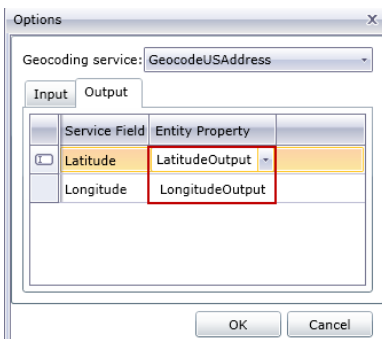 Options x
Geocoding service: GeocodeUSAddress
Input Output
Service Field Entity Property
Latitude LatitudeOutput
Longitude LongitudeOutput
OK Cancel